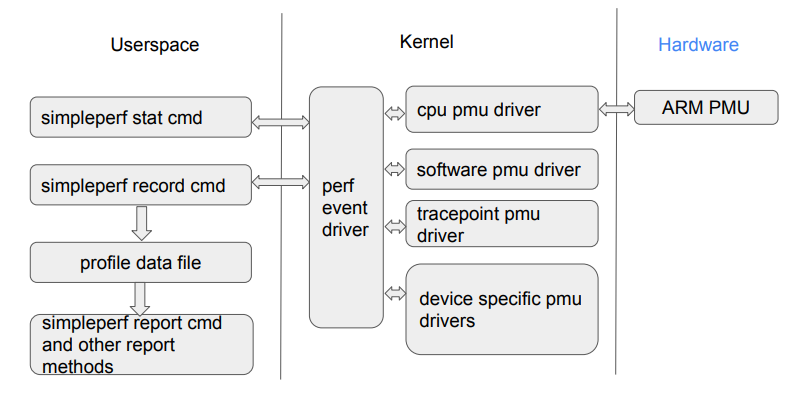 Userspace
Kernel
Hardware
simpleperf stat cmd
simpleperf record cmd
profile data file
simpleperf report cmd
and other report
methods
perf
event
driver
cpu pmu driver
software pmu driver
tracepoint pmu
driver
device specific pmu
drivers
ARM PMU